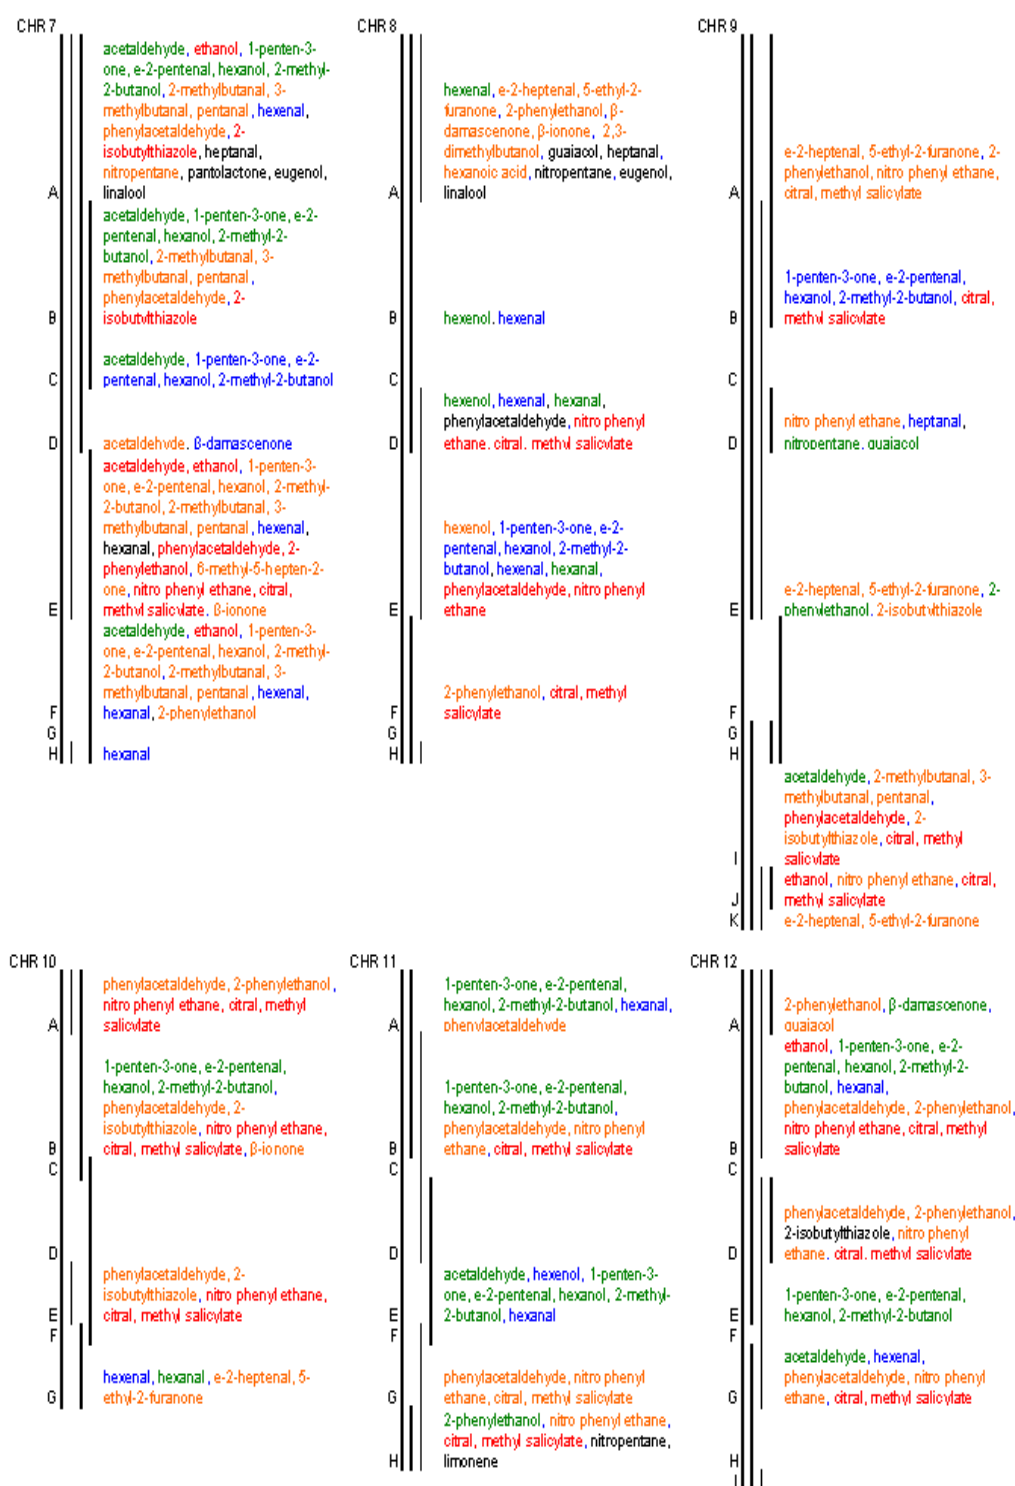 CHR 7
acetaldehyde, ethanol, 1-penten-3-
one, e-2-pentenal, hexanol, 2-methyl-
2-butanol, 2-methylbutanal, 3-
methylbutanal, pentanal, hexenal,
phenylacetaldehyde, 2-
isobutylthiazole, heptanal,
nitropentane, pantolactone, eugenol,
A linalool
acetaldehyde, 1-penten-3-one, e-2-
pentenal, hexanol, 2-methyl-2-
butanol, 2-methylbutanal, 3-
methylbutanal, pentanal,
phenylacetaldehyde, 2-
B isobutylthiazole
acetaldehyde, 1-penten-3-one, e-2-
C pentenal, hexanol, 2-methyl-2-butanol
D acetaldehyde, ß-damascenone
acetaldehyde, ethanol, 1-penten-3-
one, e-2-pentenal, hexanol, 2-methyl-
2-butanol, 2-methylbutanal, 3-
methylbutanal, pentanal, hexenal,
hexanal, phenylacetaldehyde, 2-
phenylethanol, 6-methyl-5-hepten-2-
one, nitro phenyl ethane, citral,
E methyl salicylate, ß-ionone
acetaldehyde, ethanol, 1-penten-3-
one, e-2-pentenal, hexanol, 2-methyl-
2-butanol, 2-methylbutanal, 3-
methylbutanal, pentanal, hexenal,
F hexanal, 2-phenylethanol
G
H hexanal
CHR 8
hexenal, e-2-heptenal, 5-ethyl-2-
furanone, 2-phenylethanol, β-
damascenone, β-ionone, 2,3-
dimethylbutanol, guaiacol, heptanal,
hexanoic acid, nitropentane, eugenol,
A linalool
B hexenol, hexenal
C
hexenol, hexenal, hexanal,
phenylacetaldehyde, nitro phenyl
D ethane, citral, methyl salicylate
hexenol, 1-penten-3-one, e-2-
pentenal, hexanol, 2-methyl-2-
butanol, hexenal, hexanal,
phenylacetaldehyde, nitro phenyl
E ethane
2-phenylethanol, citral, methyl
F salicylate
G
H
CHR 9
e-2-heptenal, 5-ethyl-2-furanone, 2-
phenylethanol, nitro phenyl ethane,
A citral, methyl salicylate
1-penten-3-one, e-2-pentenal,
hexanol, 2-methyl-2-butanol, citral,
B methyl salicylate
C
nitro phenyl ethane, heptanal,
D nitropentane, guaiacol
e-2-heptenal, 5-ethyl-2-furanone, 2-
E phenylethanol, 2-isobutylthiazole
F
G
H
acetaldehyde, 2-methylbutanal, 3-
methylbutanal, pentanal,
phenylacetaldehyde, 2-
isobutylthiazole, citral, methyl
I salicylate
ethanol, nitro phenyl ethane, citral,
J methyl salicylate
K e-2-heptenal, 5-ethyl-2-furanone
CHR 10
phenylacetaldehyde, 2-phenylethanol,
nitro phenyl ethane, citral, methyl
A salicylate
1-penten-3-one, e-2-pentenal,
hexanol, 2-methyl-2-butanol,
phenylacetaldehyde, 2-
isobutylthiazole, nitro phenyl ethane,
B citral, methyl salicylate, β-ionone
C
D
phenylacetaldehyde, 2-
isobutylthiazole, nitro phenyl ethane,
E citral, methyl salicylate
F
hexenal, hexanal, e-2-heptenal, 5-
G ethyl-2-furanone
CHR 11
1-penten-3-one, e-2-pentenal,
hexanol, 2-methyl-2-butanol, hexanal,
A phenylacetaldehyde
1-penten-3-one, e-2-pentenal,
hexanol, 2-methyl-2-butanol,
phenylacetaldehyde, nitro phenyl
B ethane, citral, methyl salicylate
C
D
acetaldehyde, hexenol, 1-penten-3-
one, e-2-pentenal, hexanol, 2-methyl-
E 2-butanol, hexanal
F
phenylacetaldehyde, nitro phenyl
G ethane, citral, methyl salicylate
2-phenylethanol, nitro phenyl ethane,
citral, methyl salicylate, nitropentane,
H limonene
CHR 12
2-phenylethanol, β-damascenone,
A guaiacol
ethanol, 1-penten-3-one, e-2-
pentenal, hexanol, 2-methyl-2-
butanol, hexanal,
phenylacetaldehyde, 2-phenylethanol,
nitro phenyl ethane, citral, methyl
B salicylate
C
phenylacetaldehyde, 2-phenylethanol,
2-isobutylthiazole, nitro phenyl
D ethane, citral, methyl salicylate
1-penten-3-one, e-2-pentenal,
E hexanol, 2-methyl-2-butanol
F
acetaldehyde, hexenal,
phenylacetaldehyde, nitro phenyl
G ethane, citral, methyl salicylate
H